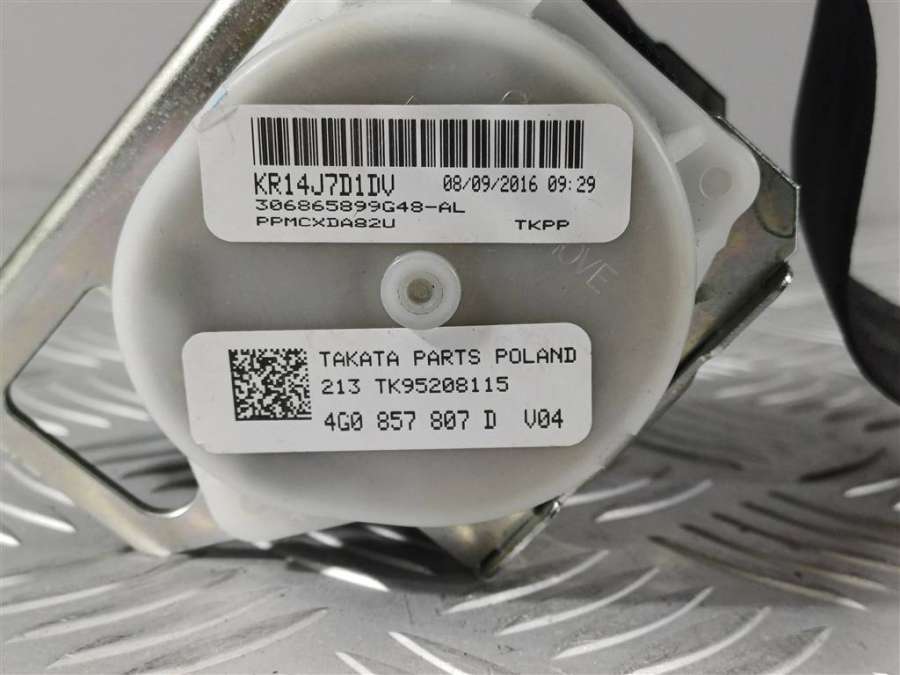 KR14J7D1DV 08/09/2016 09:29
306865899G48-AL
PPMCXDA82U TKPP
TAKATA PARTS POLAND
213 TK95208115
4G0 857 807 D V04